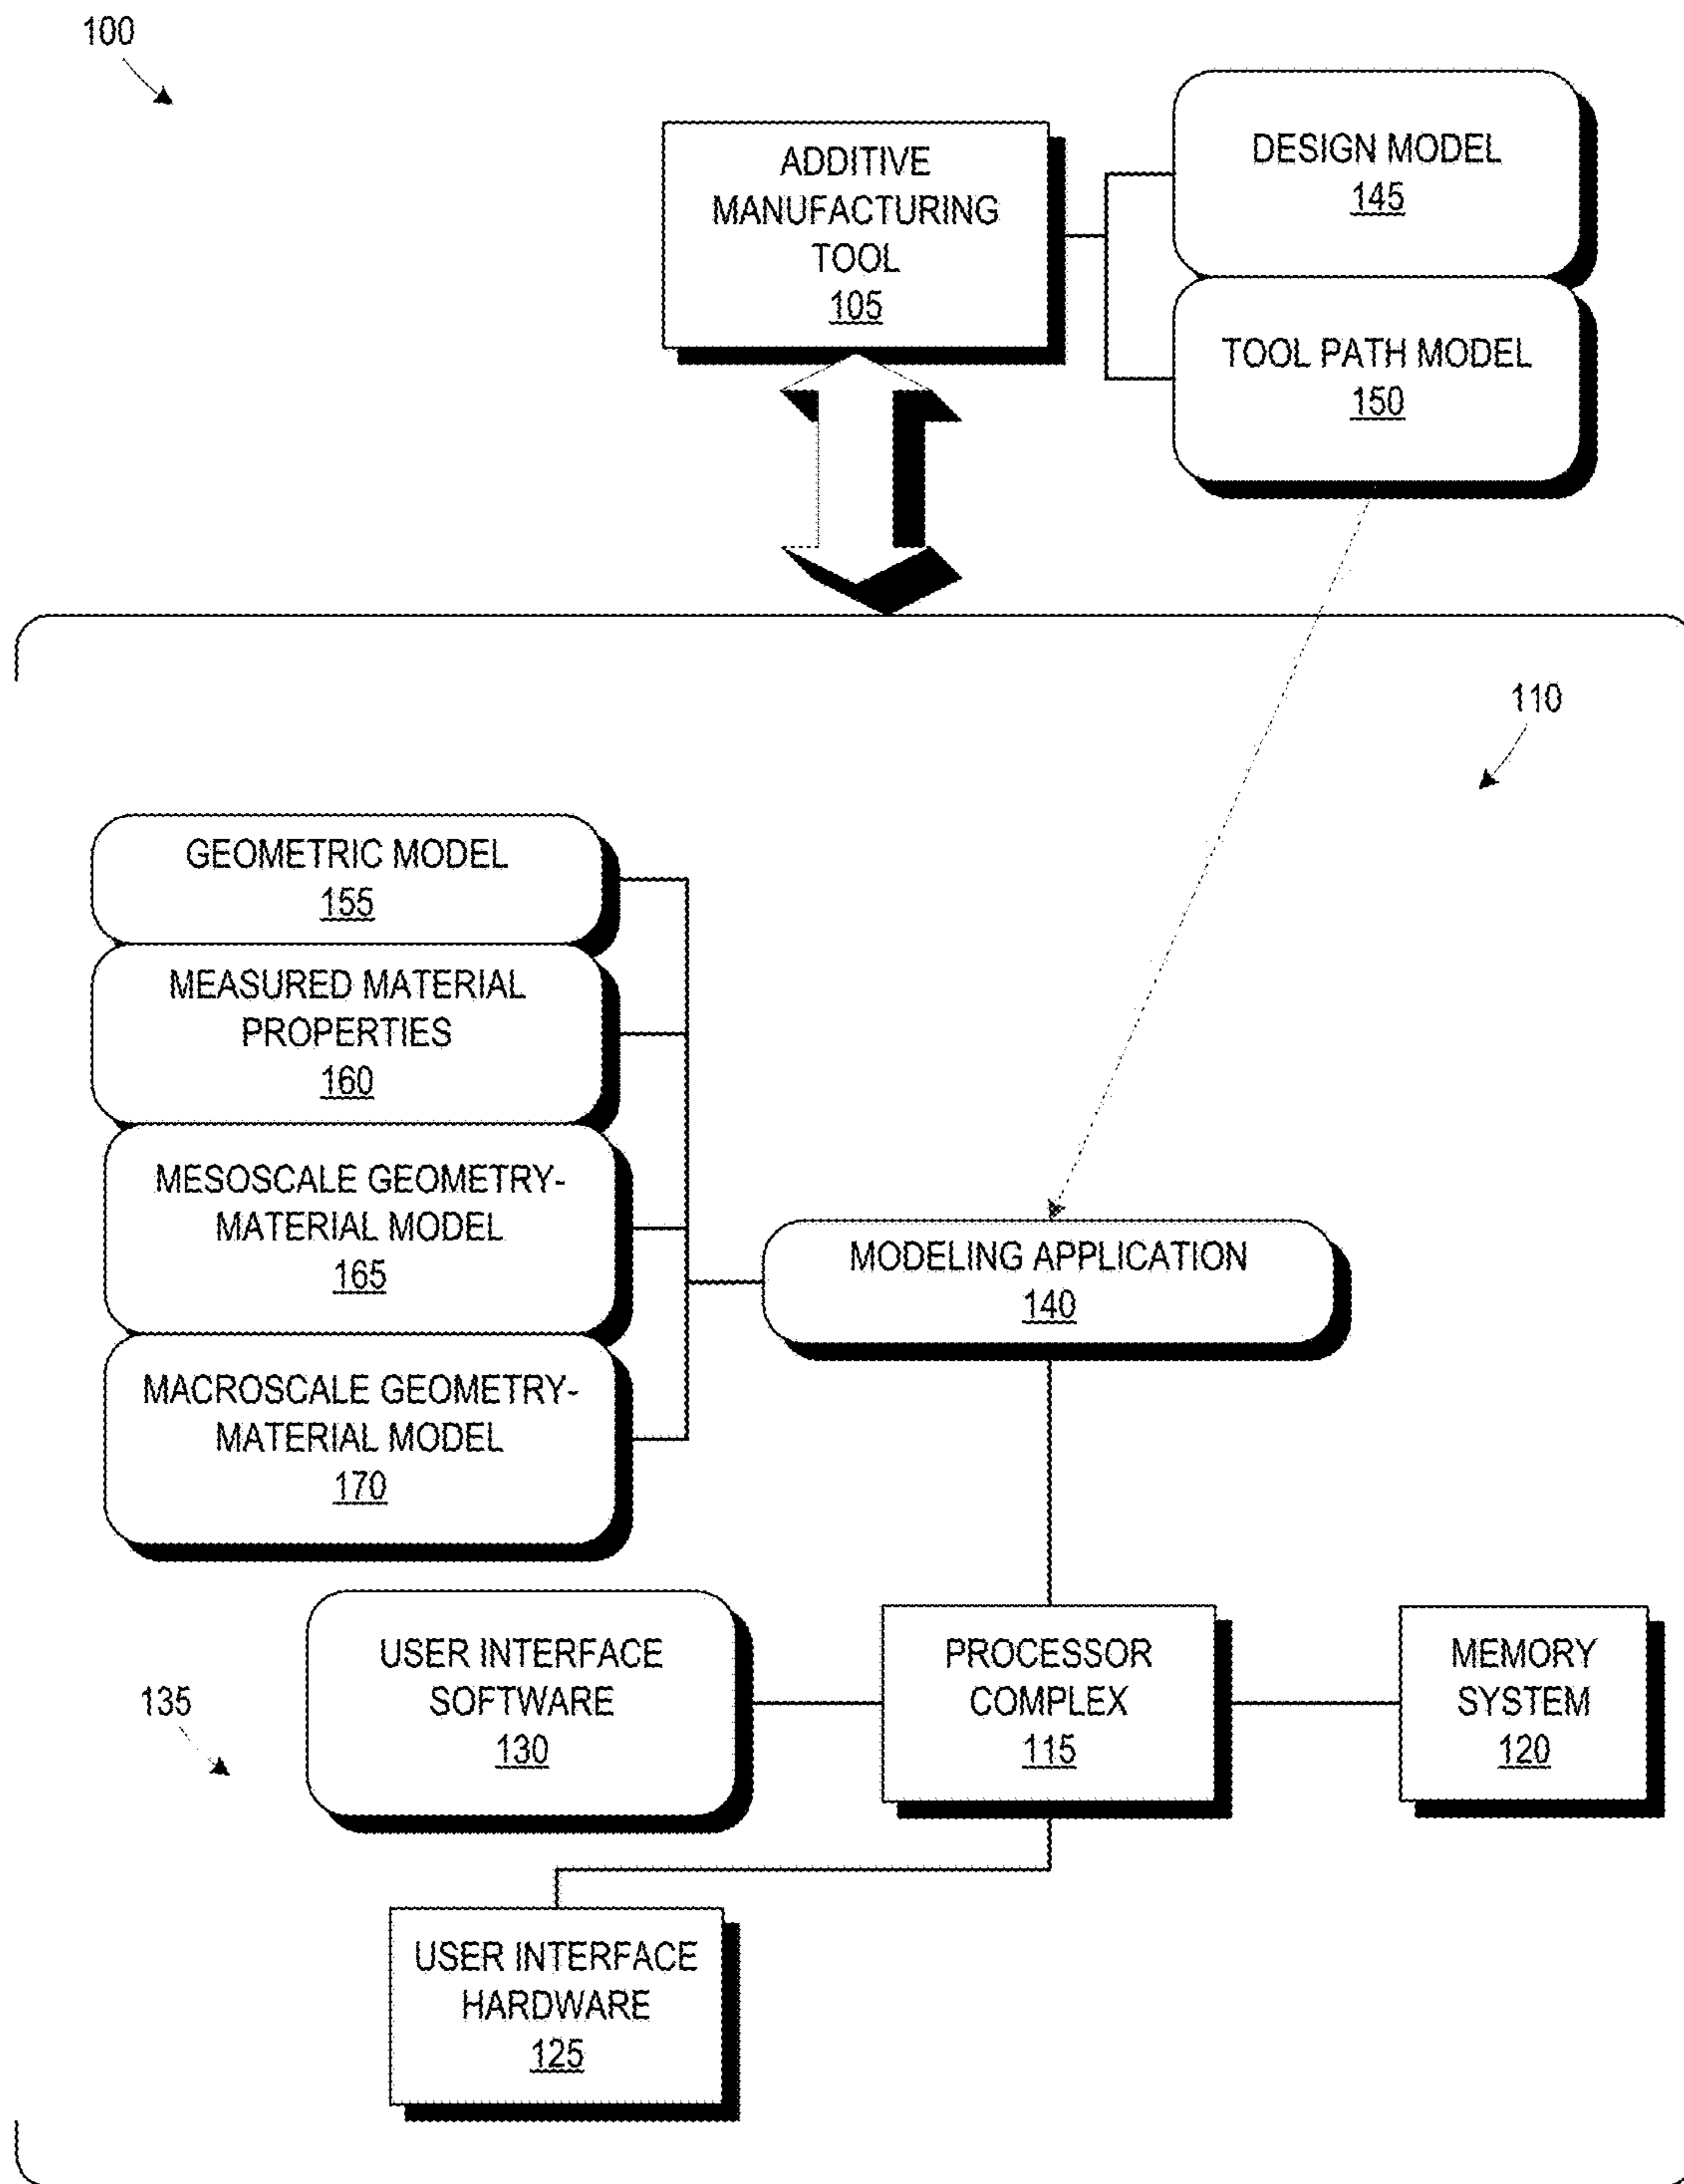 100
ADDITIVE
MANUFACTURING
TOOL
105
DESIGN MODEL
145
TOOL PATH MODEL
150
110
GEOMETRIC MODEL
155
MEASURED MATERIAL
PROPERTIES
160
MESOSCALE GEOMETRY-
MATERIAL MODEL
165
MACROSCALE GEOMETRY-
MATERIAL MODEL
170
MODELING APPLICATION
140
135
USER INTERFACE
SOFTWARE
130
PROCESSOR
COMPLEX
115
MEMORY
SYSTEM
120
USER INTERFACE
HARDWARE
125